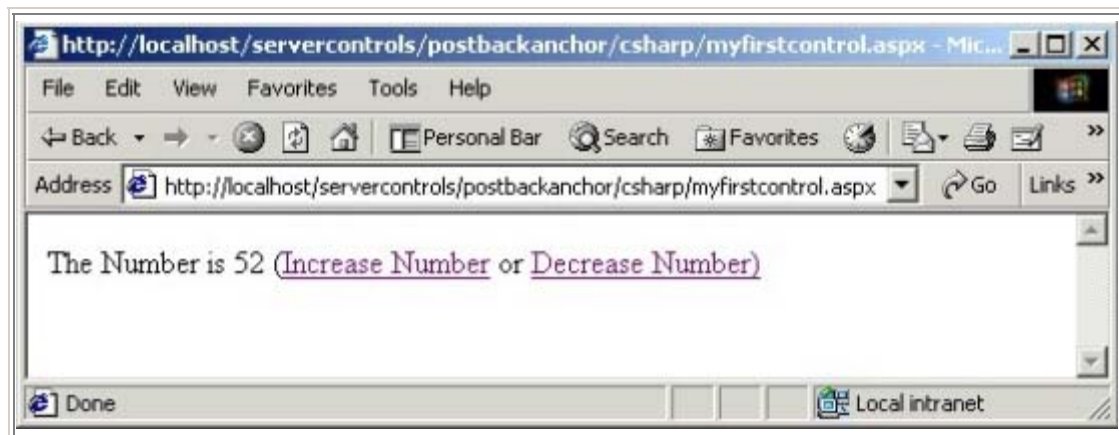 http://localhost/servercontrols/postbackanchor/csharp/myfirstcontrol.aspx - Mic...
File Edit View Favorites Tools Help
Back Personal Bar Search Favorites »
Address http://localhost/servercontrols/postbackanchor/csharp/myfirstcontrol.aspx Go Links »
The Number is 52 (Increase Number or Decrease Number)
Done Local intranet